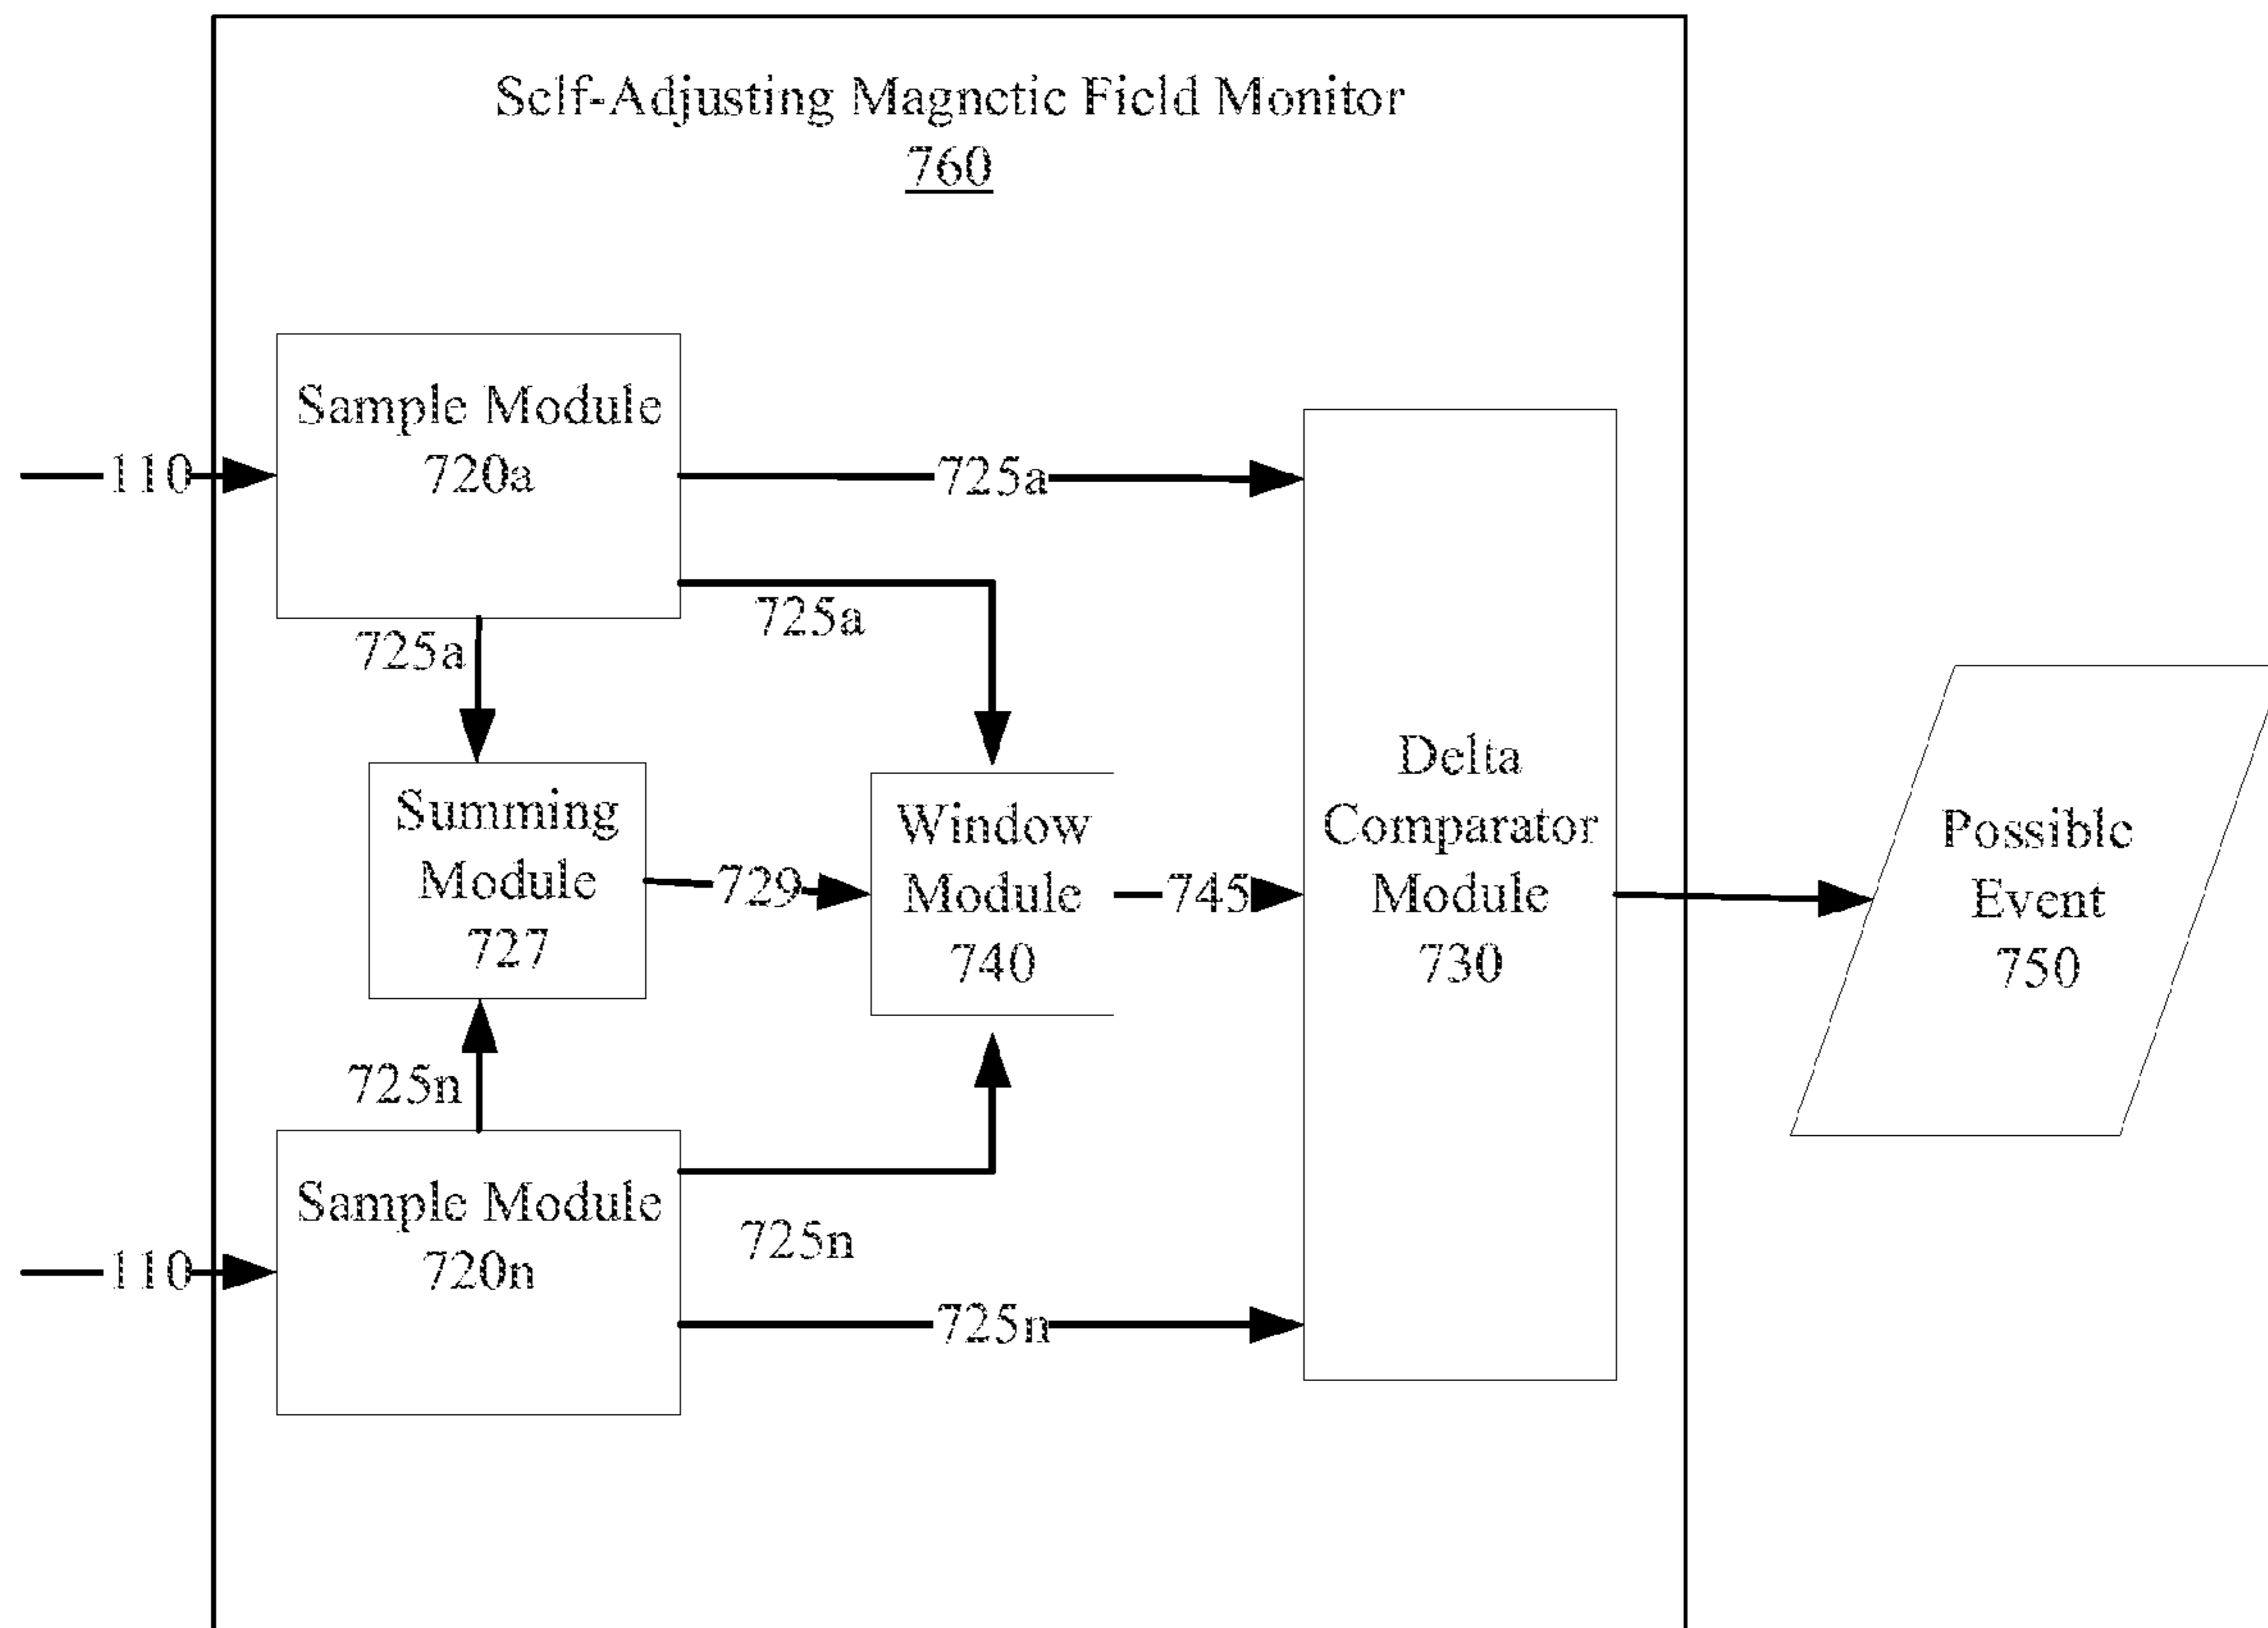 Self-Adjusting Magnetic Field Monitor
760
Sample Module
720a
110
725a
725a
725a
Summing
Module
727
729
Window
Module
740
745
Delta
Comparator
Module
730
Possible
Event
750
725n
Sample Module
720n
110
725n
725n